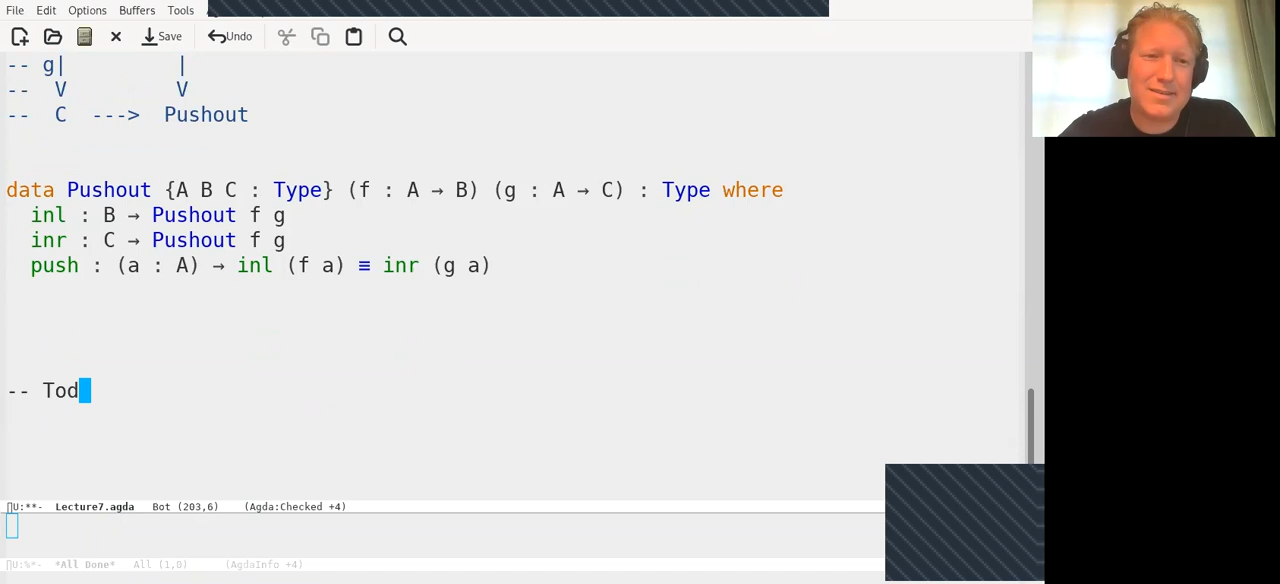 File Edit Options Buffers Tools
Save Undo
-- g| |
-- V V
-- C ---> Pushout
data Pushout {A B C : Type} (f : A → B) (g : A → C) : Type where
inl : B → Pushout f g
inr : C → Pushout f g
push : (a : A) → inl (f a) ≡ inr (g a)
-- Tod
U:**- Lecture7.agda Bot (203,6) (Agda:Checked +4)
U:%*- *All Done* All (1,0) (AgdaInfo +4)